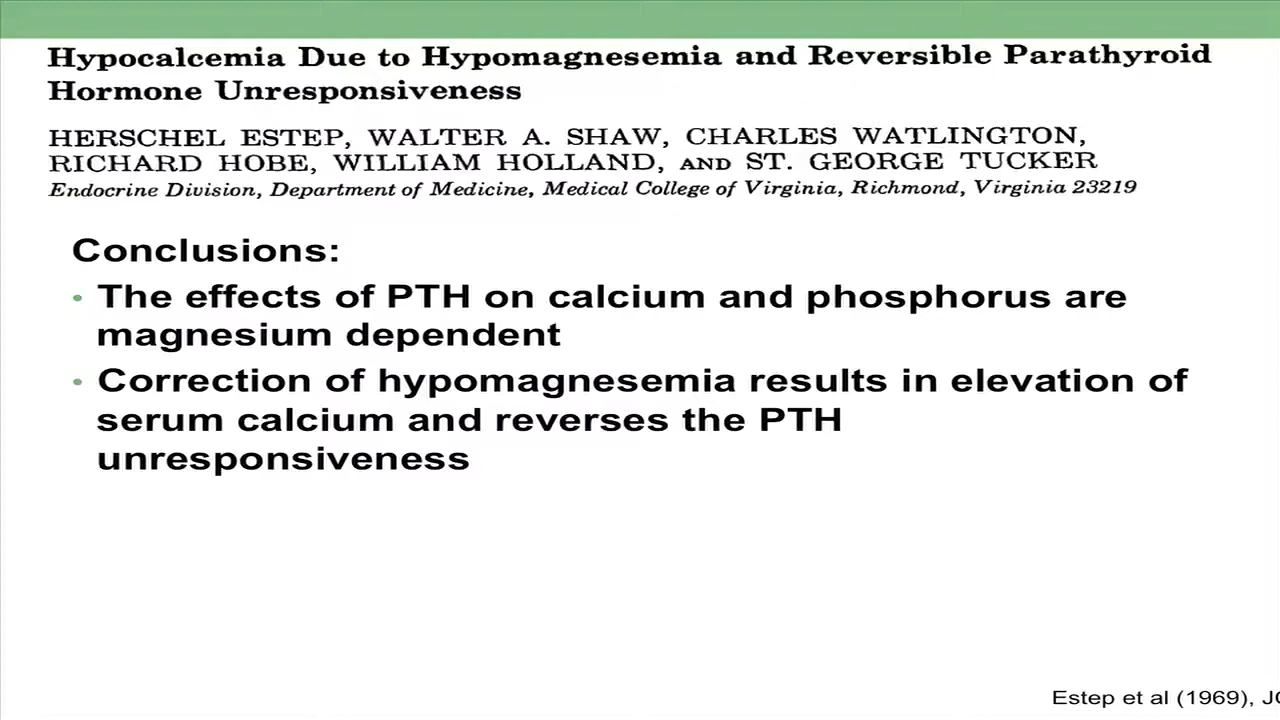 Hypocalcemia Due to Hypomagnesemia and Reversible Parathyroid
Hormone Unresponsiveness
HERSCHEL ESTEP, WALTER A. SHAW, CHARLES WATLINGTON,
RICHARD HOBE, WILLIAM HOLLAND, AND ST. GEORGE TUCKER
Endocrine Division, Department of Medicine, Medical College of Virginia, Richmond, Virginia 23219
Conclusions:
• The effects of PTH on calcium and phosphorus are
magnesium dependent
• Correction of hypomagnesemia results in elevation of
serum calcium and reverses the PTH
unresponsiveness
Estep et al (1969),